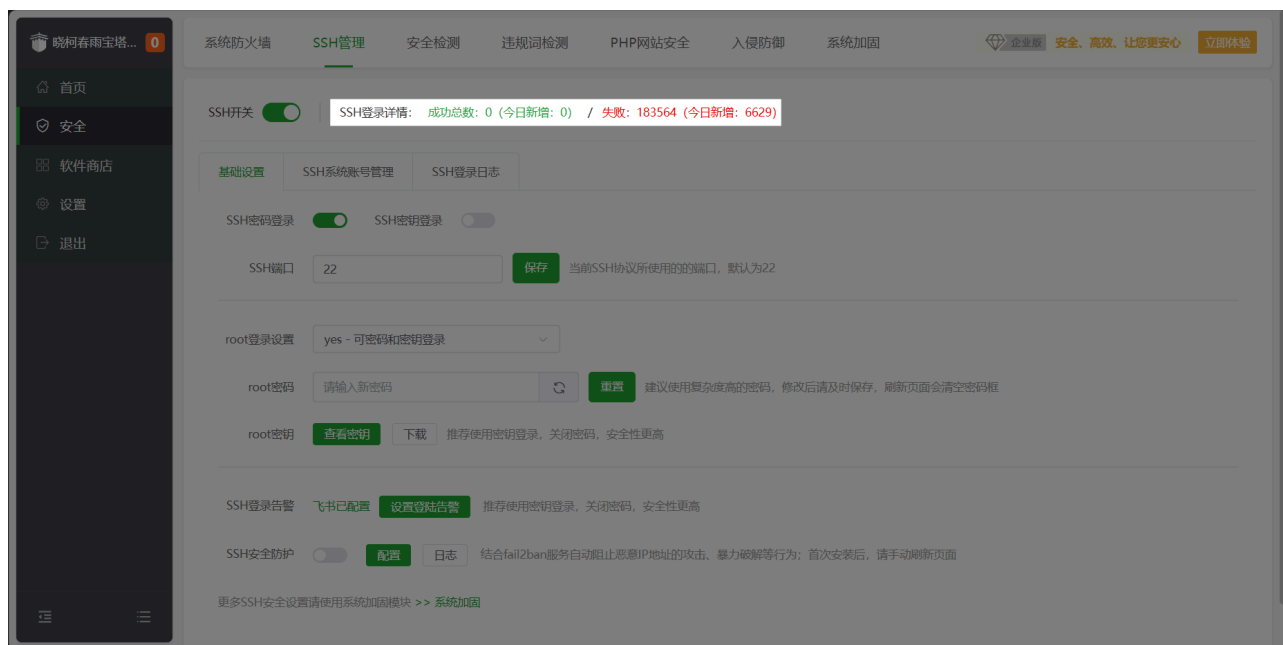 晓柯春雨宝塔... 0
系统防火墙 SSH管理 安全检测 违规词检测 PHP网站安全 入侵防御 系统加固 企业版 安全、高效、让您更安心 立即体验
首页
安全
软件商店
设置
退出
SSH开关 SSH登录详情: 成功总数: 0 (今日新增: 0) / 失败: 183564 (今日新增: 6629)
基础设置 SSH系统账号管理 SSH登录日志
SSH密码登录 SSH密钥登录
SSH端口 22 保存 当前SSH协议所使用的的端口, 默认为22
root登录设置 yes - 可密码和密钥登录
root密码 请输入新密码 重置 建议使用复杂度高的密码, 修改后请及时保存、刷新页面会清空密码框
root密钥 查看密钥 下载 推荐使用密钥登录, 关闭密码, 安全性更高
SSH登录告警 飞书已配置 设置登陆告警 推荐使用密钥登录, 关闭密码, 安全性更高
SSH安全防护 配置 日志 结合fail2ban服务自动阻止恶意IP地址的攻击、暴力破解等行为; 首次安装后, 请手动刷新页面
更多SSH安全设置请使用系统加固模块 >> 系统加固